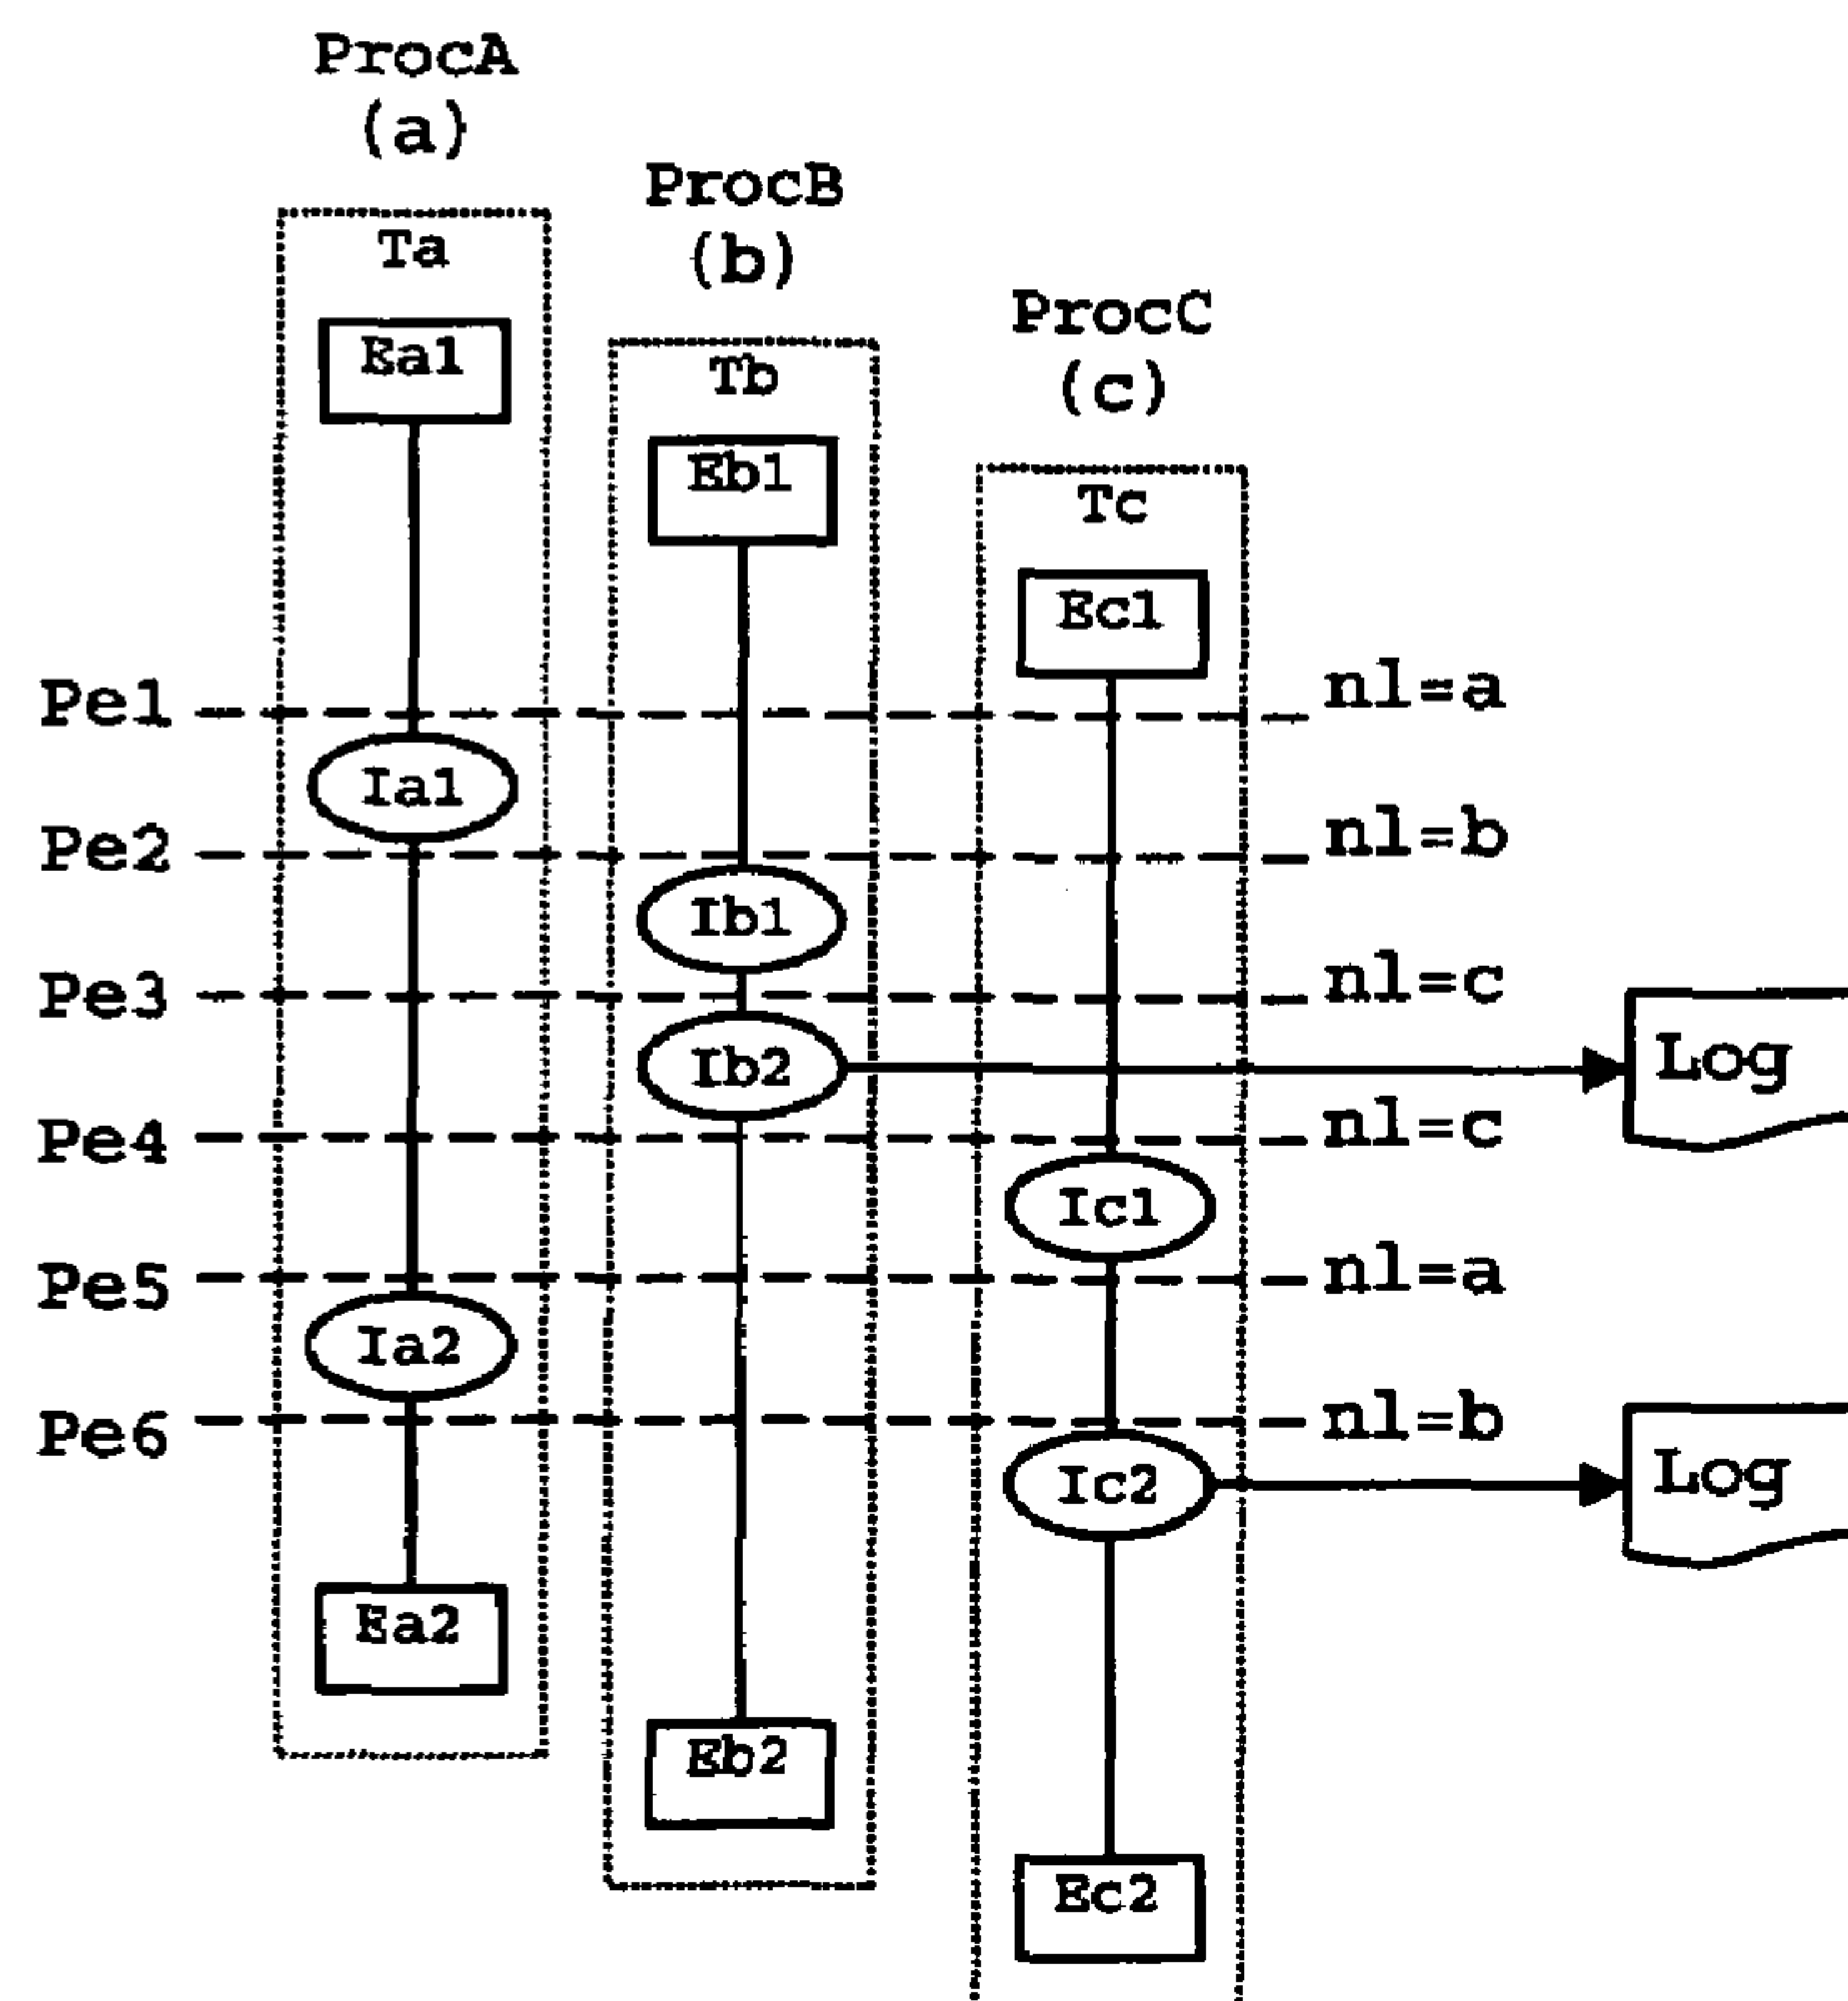 ProcA
(a)
ProcB
(b)
Ta
ProcC
(c)
Ea1
Tb
Eb1
Tc
Ec1
Pe1 nl=a
Ia1
Pe2 nl=b
Ib1
Pe3 nl=c
Ib2 Log
Pe4 nl=c
Ic1
Pe5 nl=a
Ia2
Pe6 nl=b
Ic2 Log
Ea2
Eb2
Ec2